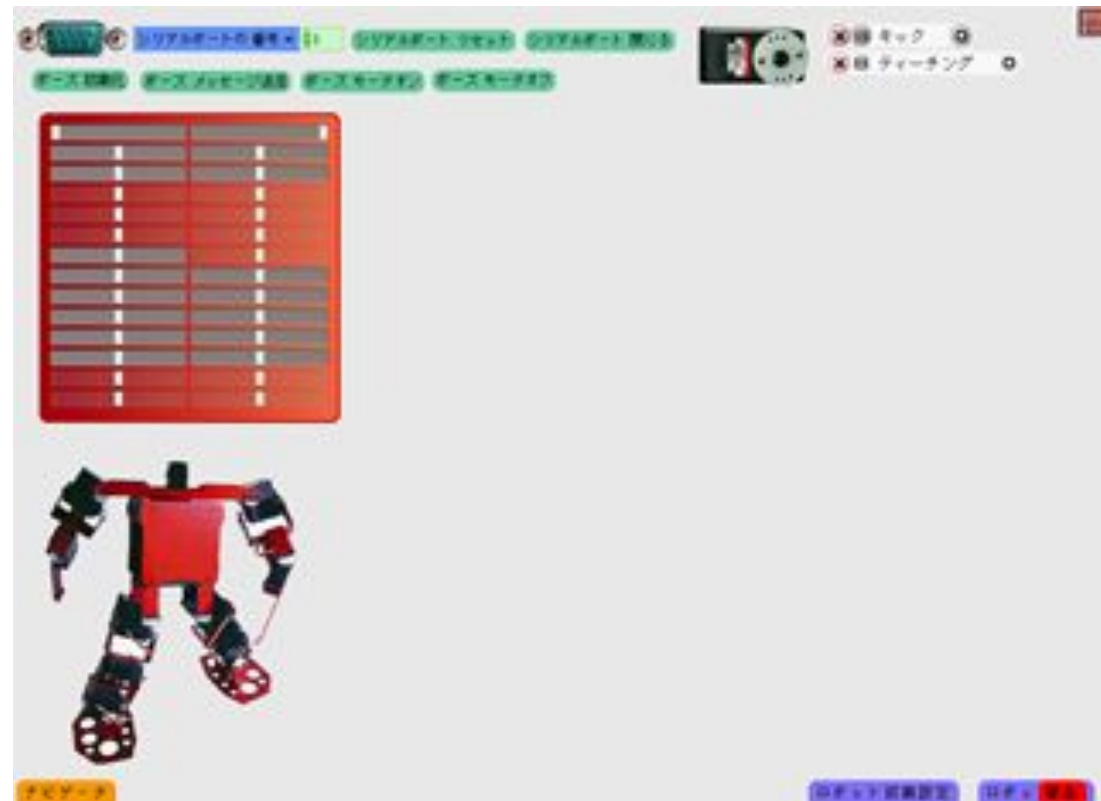 シリアルポートの 番号 シリアルポート リセット シリアルポート 閉じる
キック
ティーチング
ポーズ 初期化 ポーズ メッセージ送信 ポーズ モータオン ポーズ モータオフ
ナビゲータ
ロボット